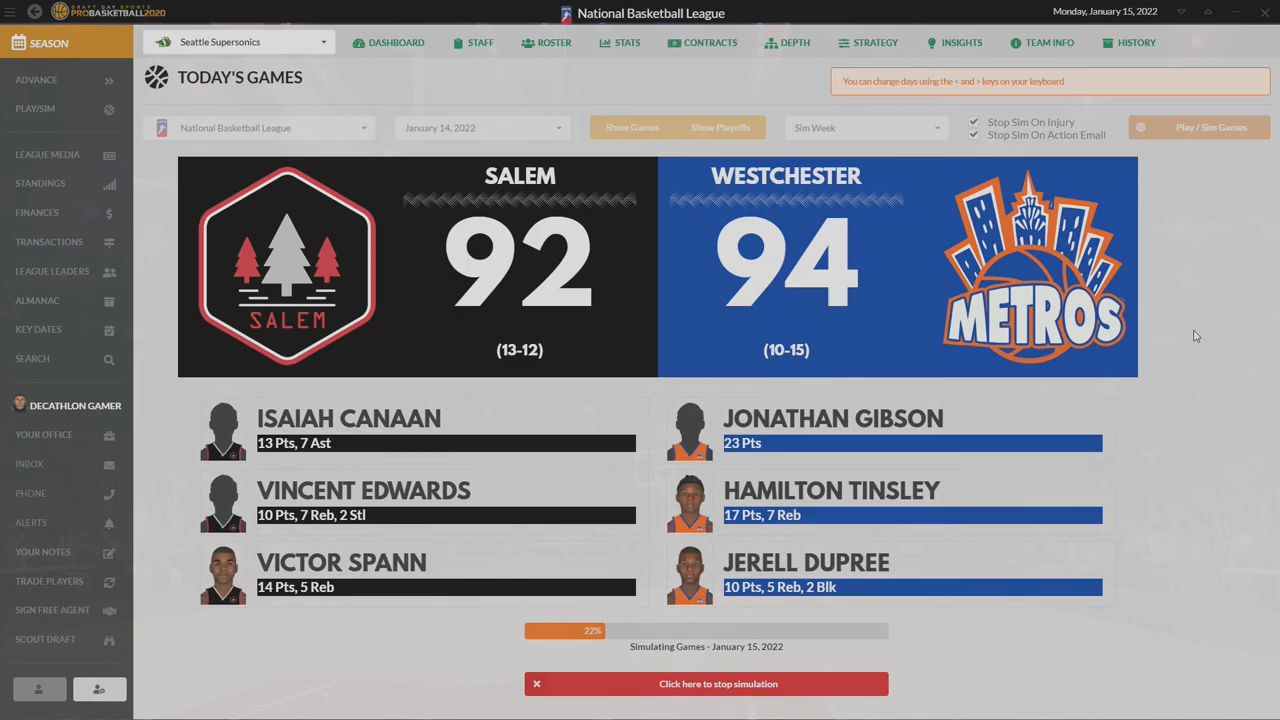 DRAFT DAY SPORTS
PRO BASKETBALL 2020
National Basketball League
Monday, January 15, 2022
SEASON
Seattle Supersonics
DASHBOARD
STAFF
ROSTER
STATS
CONTRACTS
DEPTH
STRATEGY
INSIGHTS
TEAM INFO
HISTORY
TODAY'S GAMES
You can change days using the < and > keys on your keyboard
ADVANCE
PLAY/SIM
National Basketball League
January 14, 2022
Show Games
Show Playoffs
Sim Week
Stop Sim On Injury
Stop Sim On Action Email
Play / Sim Games
LEAGUE MEDIA
STANDINGS
FINANCES
TRANSACTIONS
LEAGUE LEADERS
ALMANAC
KEY DATES
SEARCH
DECATHLON GAMER
YOUR OFFICE
INBOX
PHONE
ALERTS
YOUR NOTES
TRADE PLAYERS
SIGN FREE AGENT
SCOUT DRAFT
SALEM
SALEM
92
(13-12)
WESTCHESTER
94
(10-15)
METROS
ISAIAH CANAAN
13 Pts, 7 Ast
JONATHAN GIBSON
23 Pts
VINCENT EDWARDS
10 Pts, 7 Reb, 2 Stl
HAMILTON TINSLEY
17 Pts, 7 Reb
VICTOR SPANN
14 Pts, 5 Reb
JERELL DUPREE
10 Pts, 5 Reb, 2 Blk
22%
Simulating Games - January 15, 2022
Click here to stop simulation